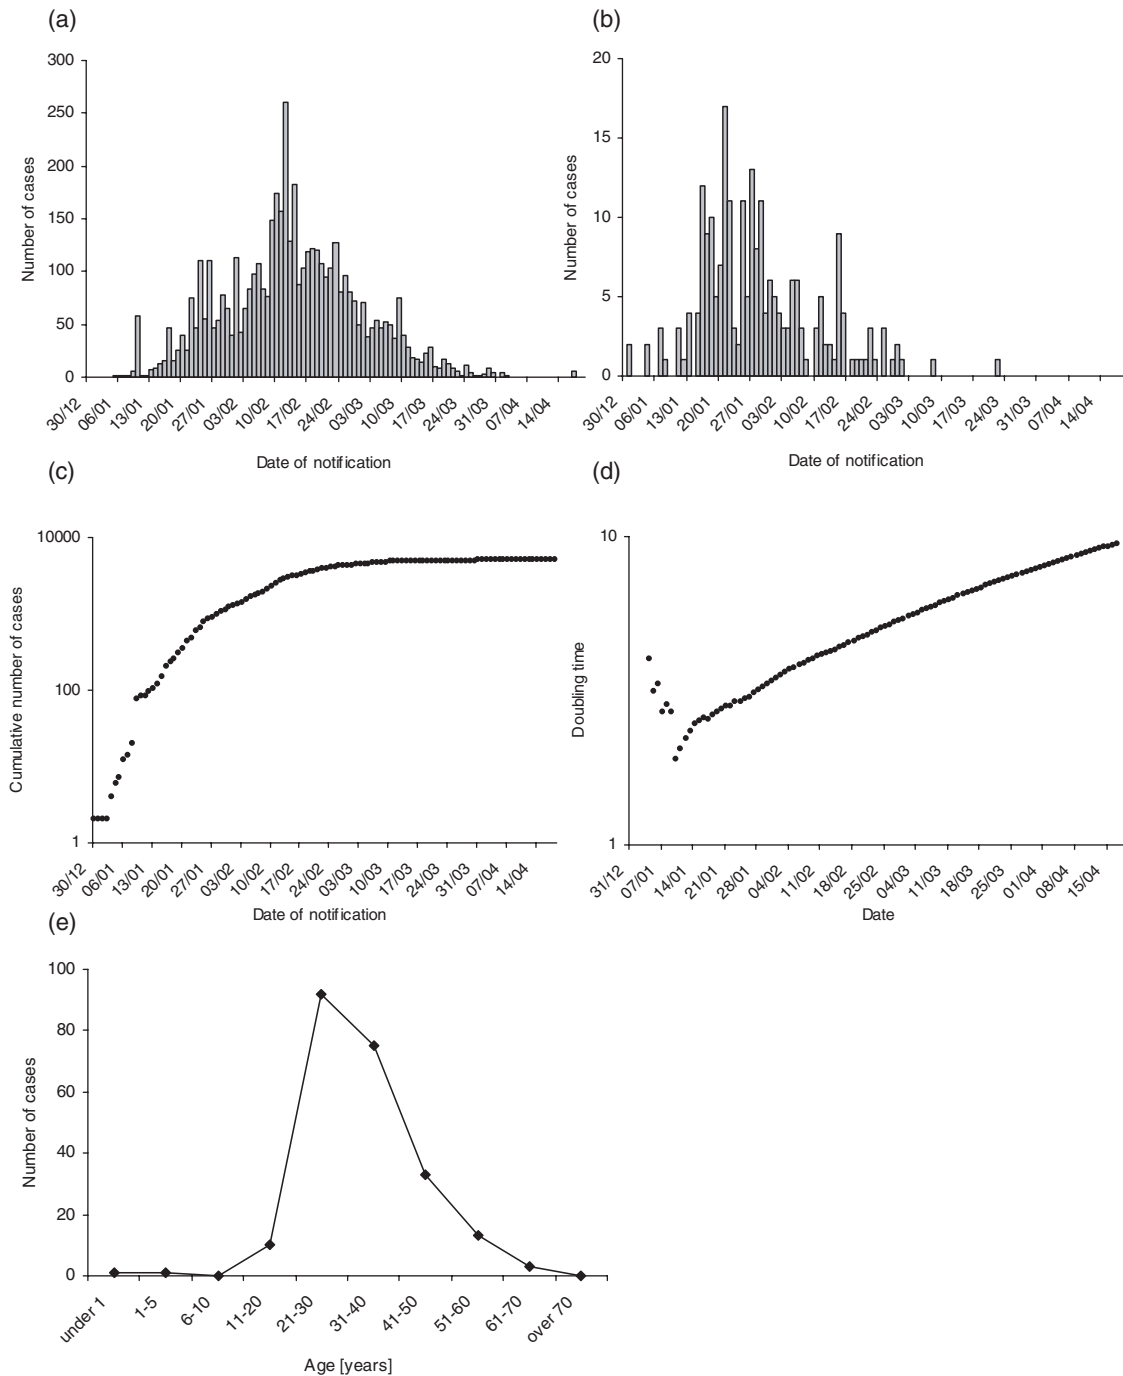 (a)
(b)
300
250
200
150
100
50
0
Number of cases
30/12 06/01 13/01 20/01 27/01 03/02 10/02 17/02 24/02 03/03 10/03 17/03 24/03 31/03 07/04 14/04
Date of notification
20
15
10
5
0
Number of cases
30/12 06/01 13/01 20/01 27/01 03/02 10/02 17/02 24/02 03/03 10/03 17/03 24/03 31/03 07/04 14/04
Date of notification
(c)
(d)
10000
100
1
Cumulative number of cases
30/12 06/01 13/01 20/01 27/01 03/02 10/02 17/02 24/02 03/03 10/03 17/03 24/03 31/03 07/04 14/04
Date of notification
10
1
Doubling time
31/12 07/01 14/01 21/01 28/01 04/02 11/02 18/02 25/02 04/03 11/03 18/03 25/03 01/04 08/04 15/04
Date
(e)
100
80
60
40
20
0
Number of cases
under 1 1-5 6-10 11-20 21-30 31-40 41-50 51-60 61-70 over 70
Age [years]